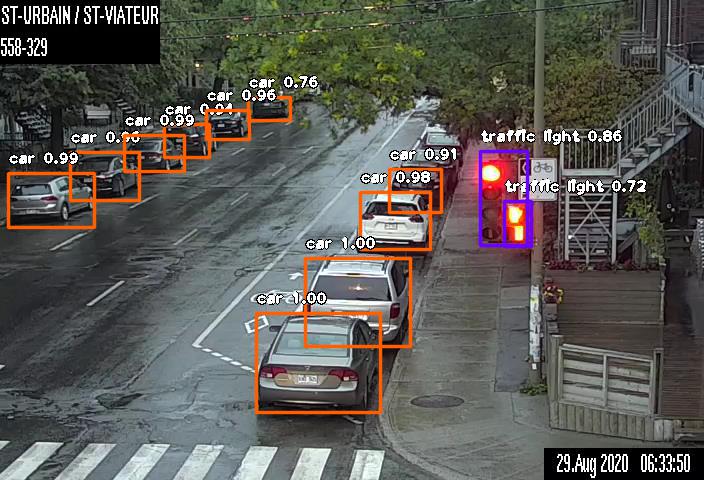 ST-URBAIN / ST-VIATEUR
558-329
car 0.76
car 0.96
car 0.94
car 0.99
car 0.96
car 0.99
traffic light 0.86
car 0.91
car 0.98
traffic light 0.72
car 1.00
car 1.00
29.Aug 2020 06:33:50